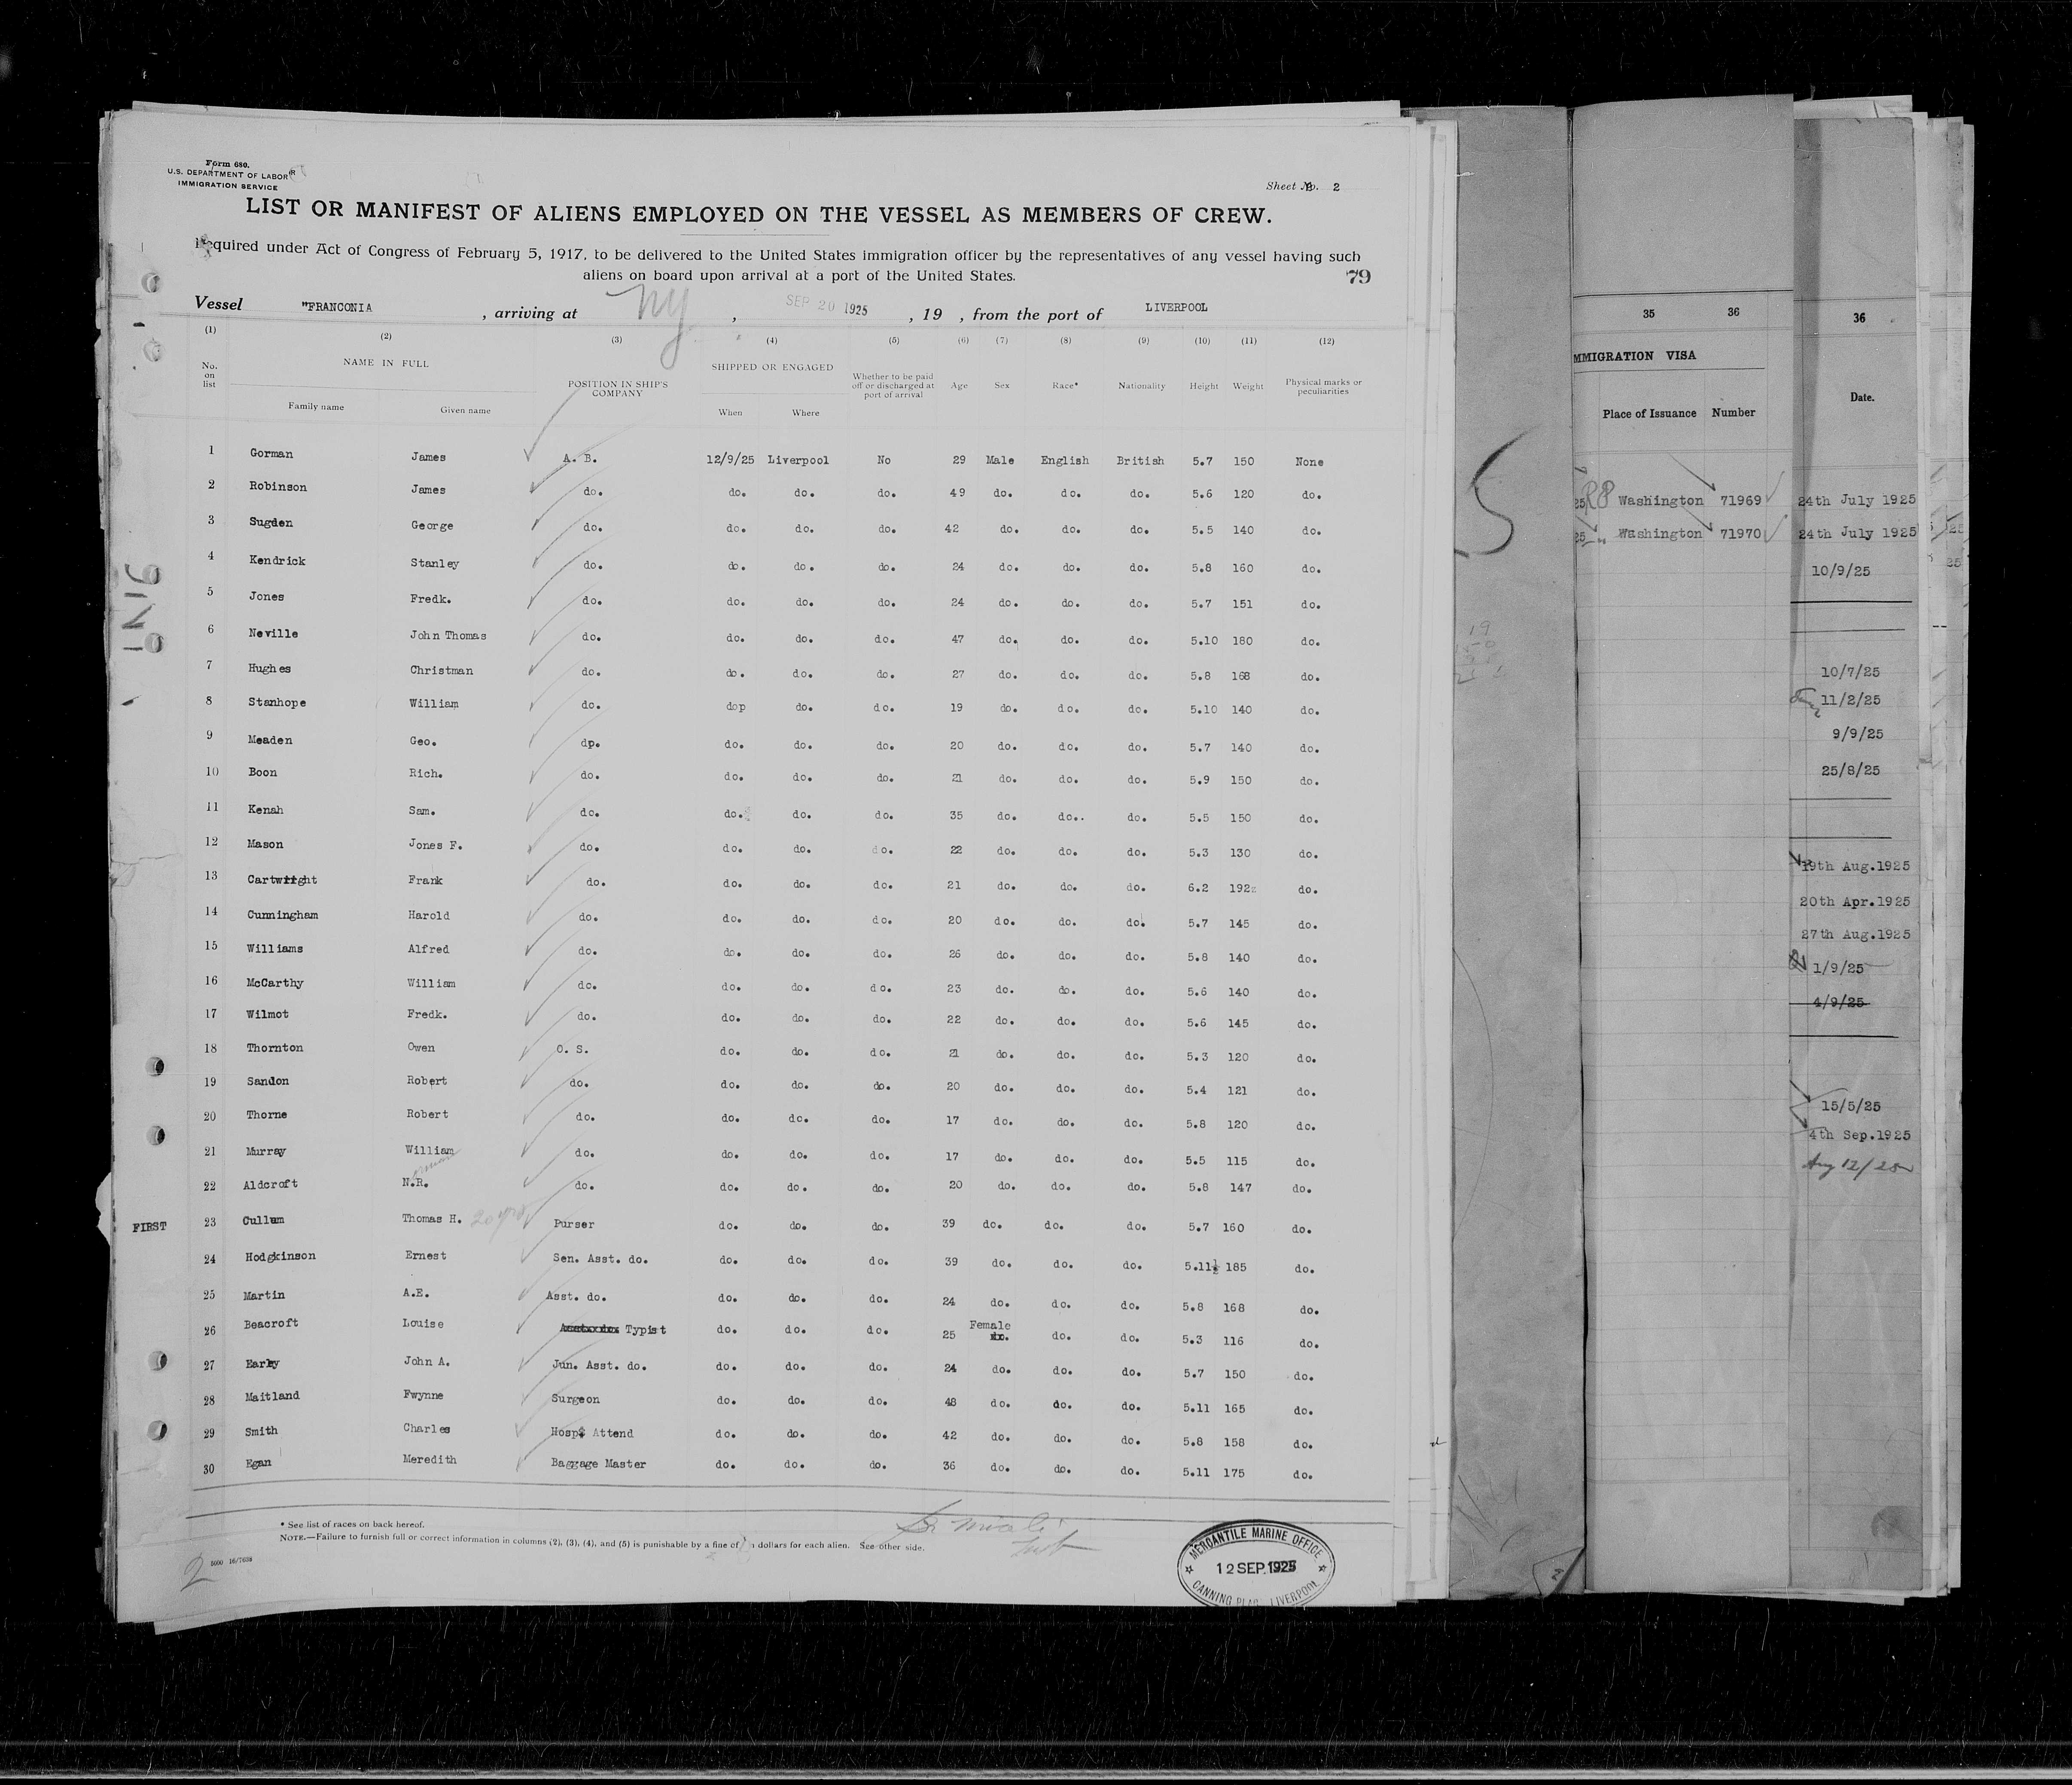 Form 680.
U.S. DEPARTMENT OF LABOR
IMMIGRATION SERVICE
Sheet No. 2
LIST OR MANIFEST OF ALIENS EMPLOYED ON THE VESSEL AS MEMBERS OF CREW.
Required under Act of Congress of February 5, 1917, to be delivered to the United States immigration officer by the representatives of any vessel having such
aliens on board upon arrival at a port of the United States. 79
Vessel "FRANCONIA , arriving at NY , SEP 20 1925 , 19 , from the port of LIVERPOOL
(1) (2) (3) (4) (5) (6) (7) (8) (9) (10) (11) (12)
No. on list NAME IN FULL POSITION IN SHIP'S COMPANY SHIPPED OR ENGAGED Whether to be paid off or discharged at port of arrival Age Sex Race* Nationality Height Weight Physical marks or peculiarities
Family name Given name When Where
1 Gorman James A. B. 12/9/25 Liverpool No 29 Male English British 5.7 150 None
2 Robinson James do. do. do. do. 49 do. do. do. 5.6 120 do.
3 Sugden George do. do. do. do. 42 do. do. do. 5.5 140 do.
4 Kendrick Stanley do. do. do. do. 24 do. do. do. 5.8 160 do.
5 Jones Fredk. do. do. do. do. 24 do. do. do. 5.7 151 do.
6 Neville John Thomas do. do. do. do. 47 do. do. do. 5.10 180 do.
7 Hughes Christman do. do. do. do. 27 do. do. do. 5.8 168 do.
8 Stanhope William do. dop do. do. 19 do. do. do. 5.10 140 do.
9 Meaden Geo. dp. do. do. do. 20 do. do. do. 5.7 140 do.
10 Boon Rich. do. do. do. do. 21 do. do. do. 5.9 150 do.
11 Kenah Sam. do. do. do. do. 35 do. do.. do. 5.5 150 do.
12 Mason Jones F. do. do. do. do. 22 do. do. do. 5.3 130 do.
13 Cartwright Frank do. do. do. do. 21 do. do. do. 6.2 192 do.
14 Cunningham Harold do. do. do. do. 20 do. do. do. 5.7 145 do.
15 Williams Alfred do. do. do. do. 26 do. do. do. 5.8 140 do.
16 McCarthy William do. do. do. do. 23 do. do. do. 5.6 140 do.
17 Wilmot Fredk. do. do. do. do. 22 do. do. do. 5.6 145 do.
18 Thornton Owen O. S. do. do. do. 21 do. do. do. 5.3 120 do.
19 Sandon Robert do. do. do. do. 20 do. do. do. 5.4 121 do.
20 Thorne Robert do. do. do. do. 17 do. do. do. 5.8 120 do.
21 Murray William do. do. do. do. 17 do. do. do. 5.5 115 do.
22 Aldcroft N.R. do. do. do. do. 20 do. do. do. 5.8 147 do.
FIRST 23 Cullum Thomas H. 20 yrs Purser do. do. do. 39 do. do. do. 5.7 160 do.
24 Hodgkinson Ernest Sen. Asst. do. do. do. do. 39 do. do. do. 5.11½ 185 do.
25 Martin A.E. Asst. do. do. do. do. 24 do. do. do. 5.8 168 do.
26 Beacroft Louise Typist do. do. do. 25 Female do. do. 5.3 116 do.
27 Early John A. Jun. Asst. do. do. do. do. 24 do. do. do. 5.7 150 do.
28 Maitland Fwynne Surgeon do. do. do. 48 do. do. do. 5.11 165 do.
29 Smith Charles Hospt Attend do. do. do. 42 do. do. do. 5.8 158 do.
30 Egan Meredith Baggage Master do. do. do. 36 do. do. do. 5.11 175 do.
* See list of races on back hereof.
NOTE.—Failure to furnish full or correct information in columns (2), (3), (4), and (5) is punishable by a fine of dollars for each alien. See other side.
2 5000 16/7638
MERCANTILE MARINE OFFICE
12 SEP.1925
CANNING PLAC LIVERPOOL
35 36
MMIGRATION VISA
Place of Issuance Number
25 R8 Washington 71969
25 Washington 71970
36
Date.
24th July 1925
24th July 1925
10/9/25
10/7/25
11/2/25
9/9/25
25/8/25
19th Aug.1925
20th Apr.1925
27th Aug.1925
1/9/25
4/9/25
15/5/25
4th Sep.1925
Aug 12/25